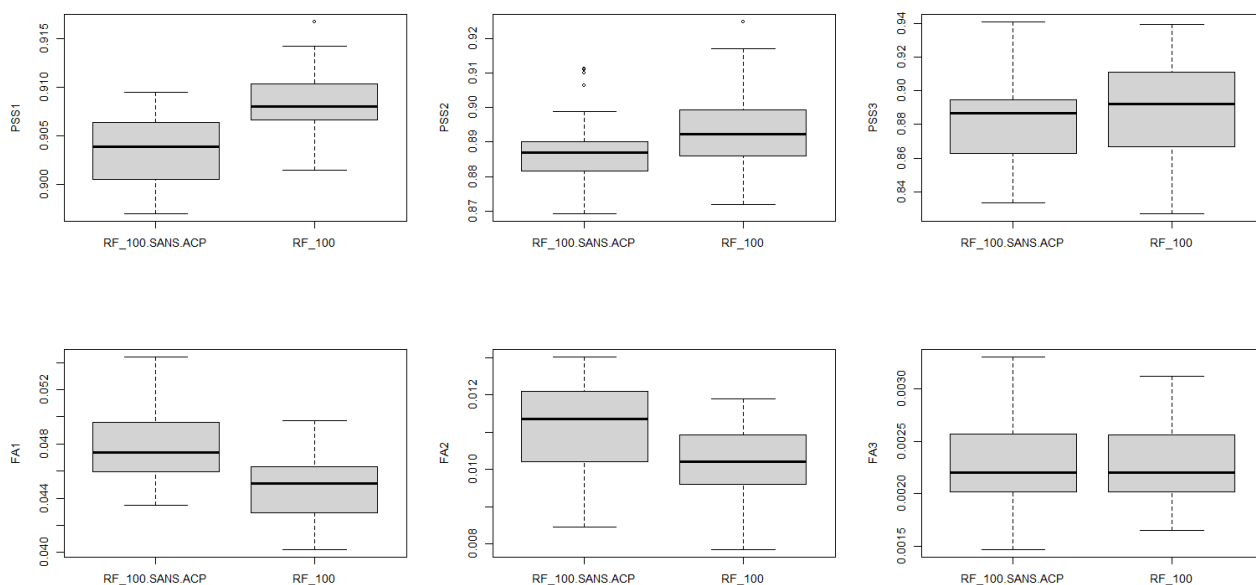 PSS1
0.915
0.910
0.905
0.900
RF_100.SANS.ACP
RF_100
PSS2
0.92
0.91
0.90
0.89
0.88
0.87
RF_100.SANS.ACP
RF_100
PSS3
0.94
0.92
0.90
0.88
0.86
0.84
RF_100.SANS.ACP
RF_100
FA1
0.052
0.048
0.044
0.040
RF_100.SANS.ACP
RF_100
FA2
0.012
0.010
0.008
RF_100.SANS.ACP
RF_100
FA3
0.0030
0.0025
0.0020
0.0015
RF_100.SANS.ACP
RF_100